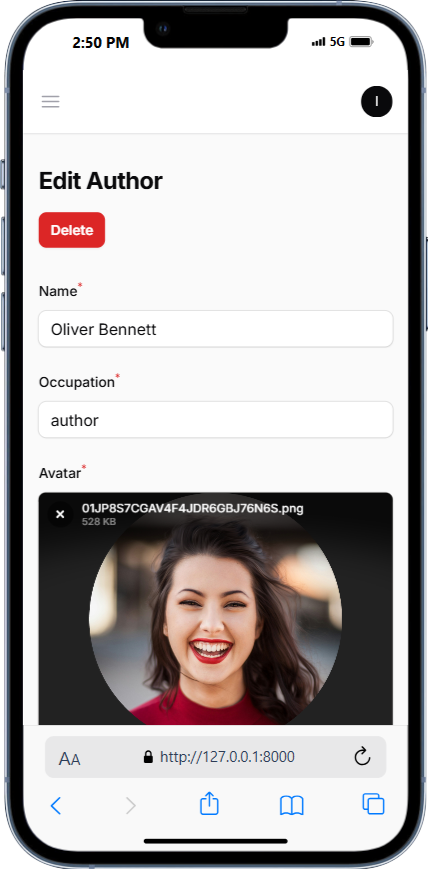 2:50 PM
5G
I
Edit Author
Delete
Name*
Oliver Bennett
Occupation*
author
Avatar*
01JP8S7CGAV4F4JDR6GBJ76N6S.png
528 KB
AA
http://127.0.0.1:8000